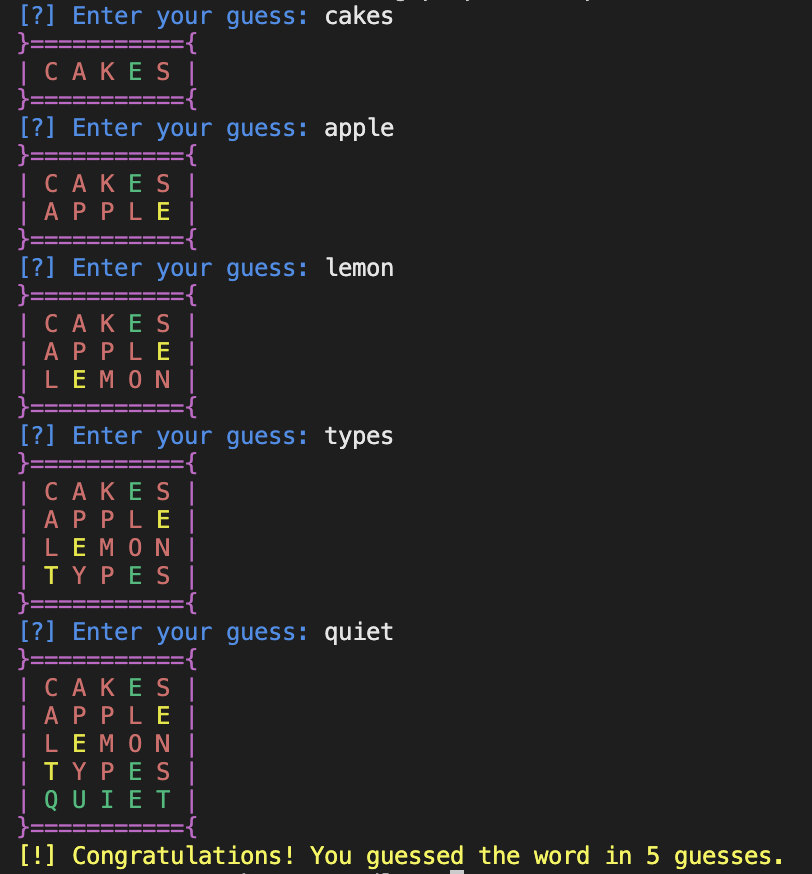 [?] Enter your guess: cakes
}==========={
| C A K E S |
}==========={
[?] Enter your guess: apple
}==========={
| C A K E S |
| A P P L E |
}==========={
[?] Enter your guess: lemon
}==========={
| C A K E S |
| A P P L E |
| L E M O N |
}==========={
[?] Enter your guess: types
}==========={
| C A K E S |
| A P P L E |
| L E M O N |
| T Y P E S |
}==========={
[?] Enter your guess: quiet
}==========={
| C A K E S |
| A P P L E |
| L E M O N |
| T Y P E S |
| Q U I E T |
}==========={
[!] Congratulations! You guessed the word in 5 guesses.